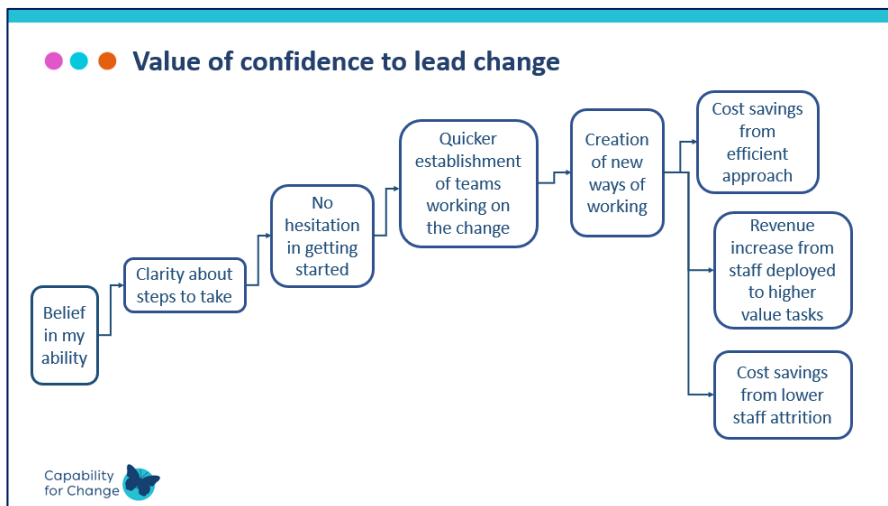 Value of confidence to lead change
Belief
in my
ability
Clarity about
steps to take
No
hesitation
in getting
started
Quicker
establishment
of teams
working on
the change
Creation
of new
ways of
working
Cost savings
from
efficient
approach
Revenue
increase from
staff deployed
to higher
value tasks
Cost savings
from lower
staff attrition
Capability
for Change